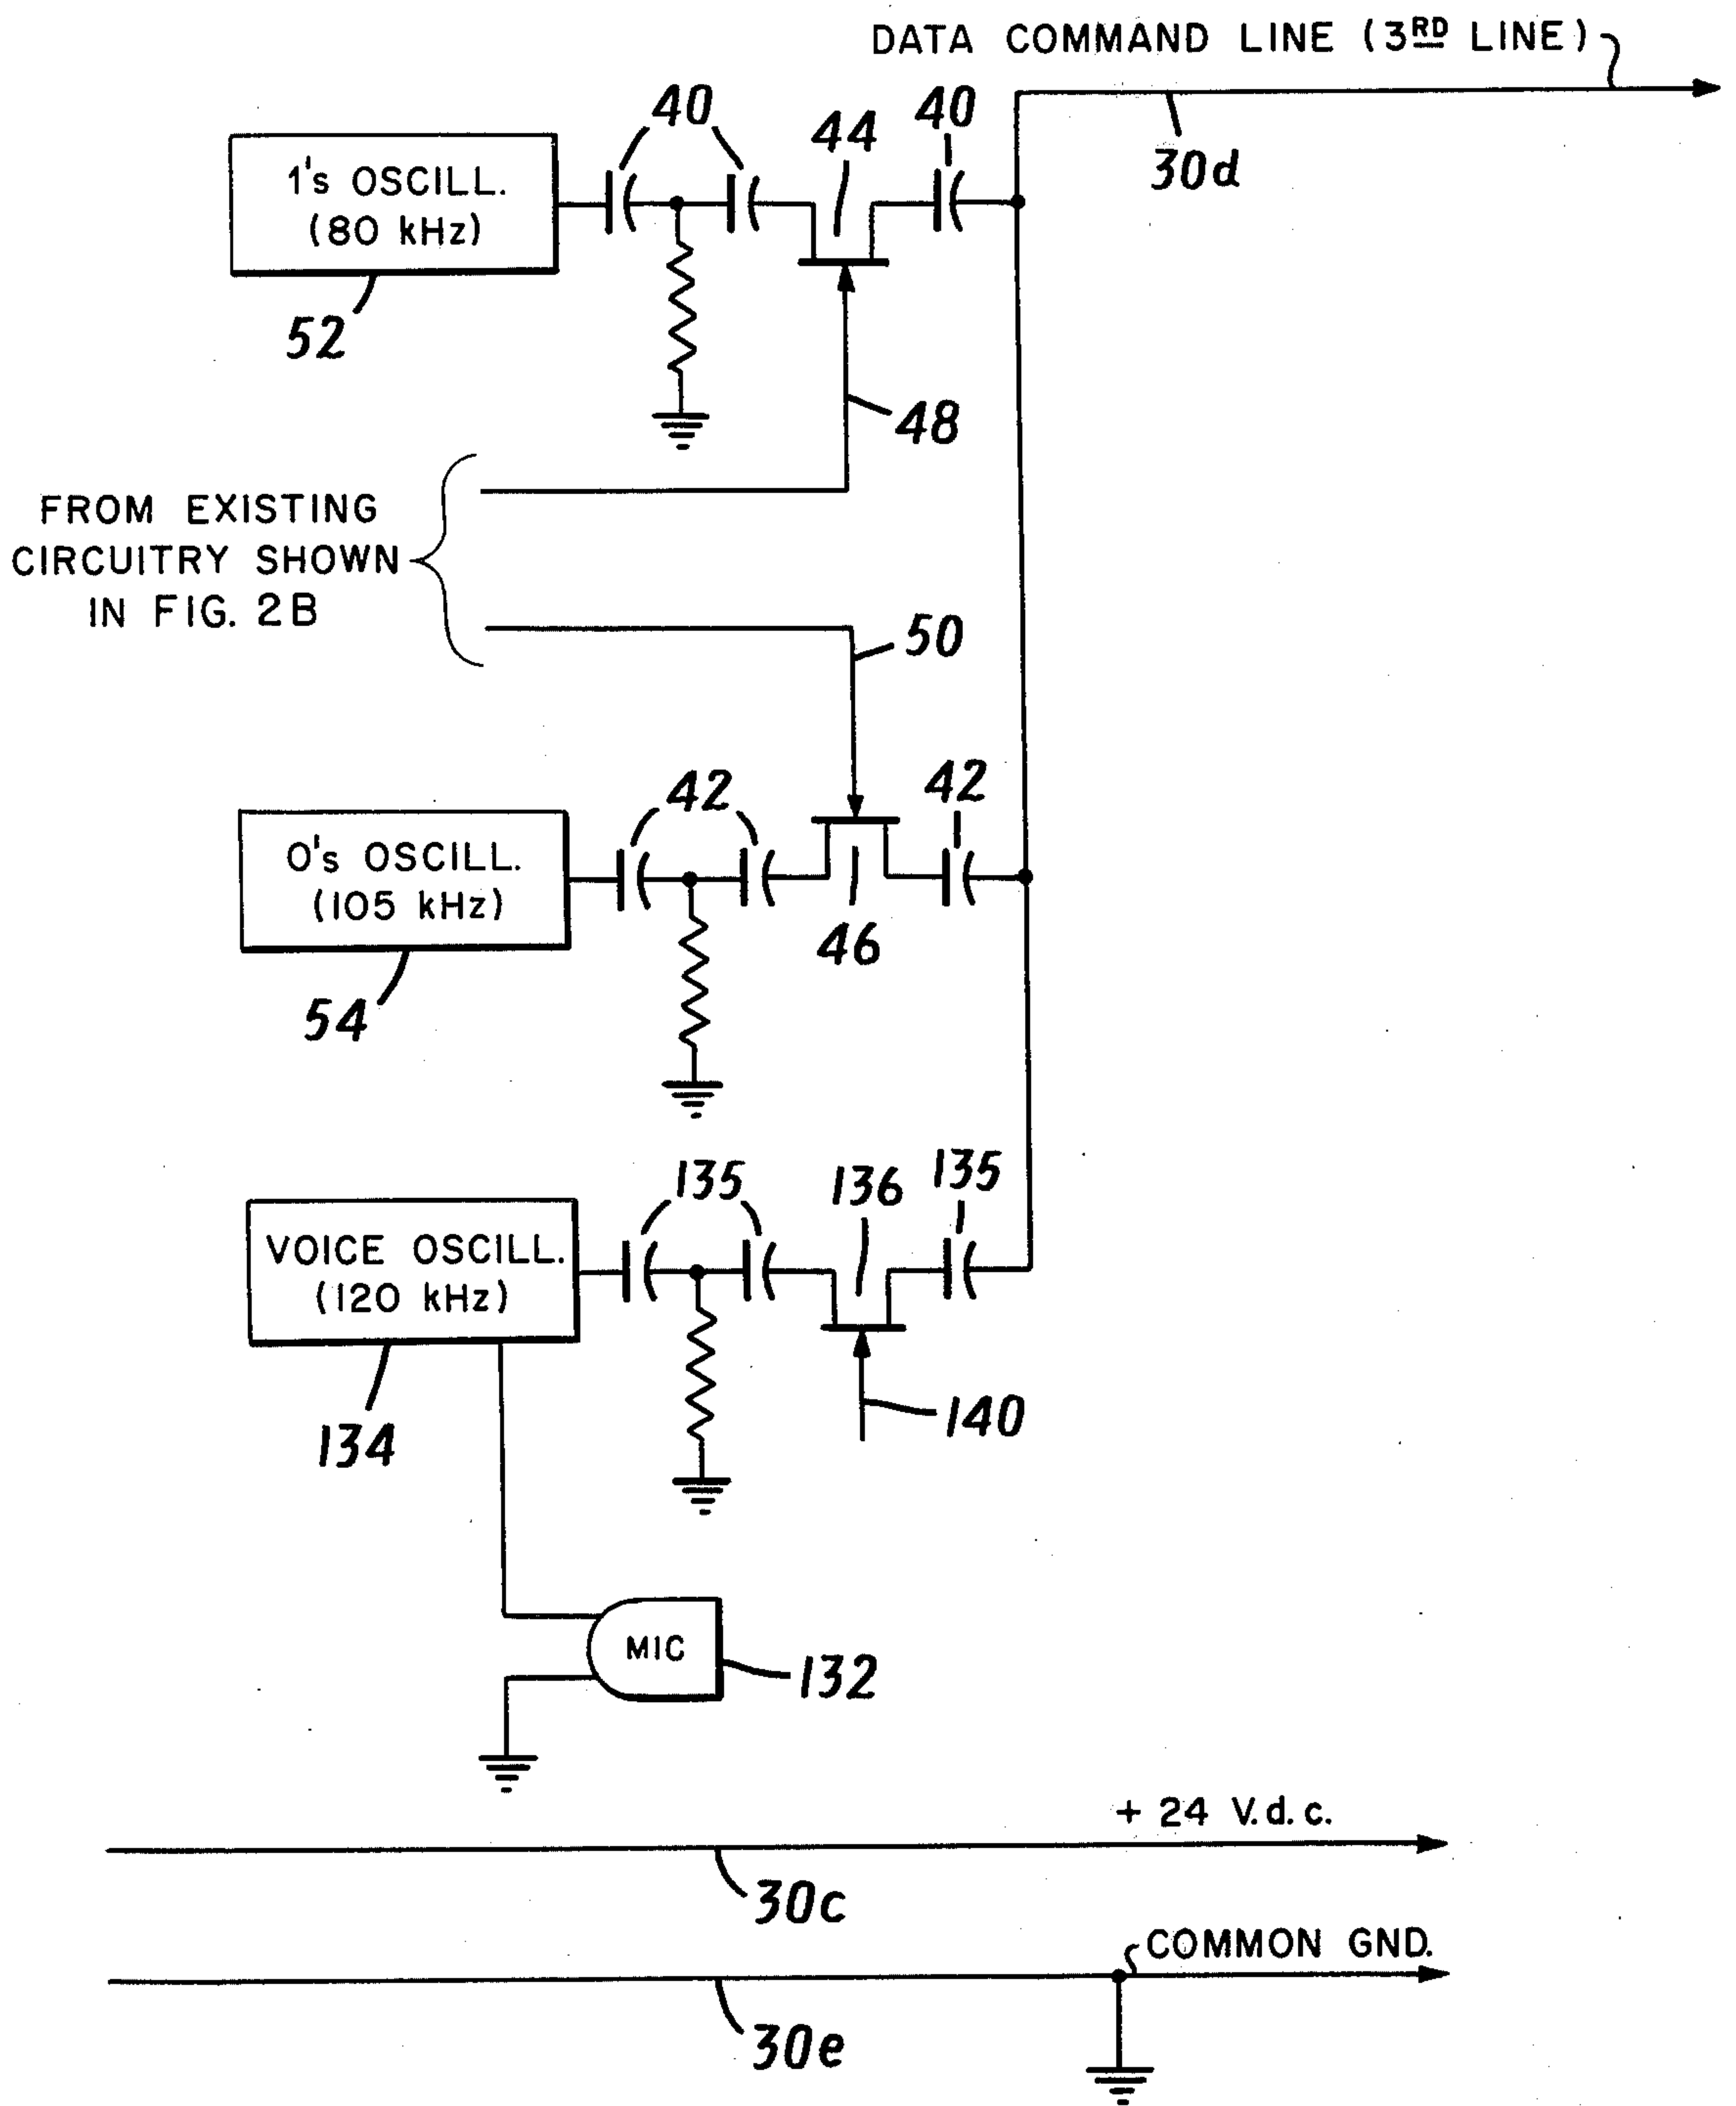 DATA COMMAND LINE (3RD LINE)
40
44
40
30d
1's OSCILL.
(80 kHz)
52
48
FROM EXISTING
CIRCUITRY SHOWN
IN FIG. 2B
50
42
42
0's OSCILL.
(105 kHz)
46
54
135
136
135
VOICE OSCILL.
(120 kHz)
140
134
MIC
132
+ 24 V.d.c.
30c
COMMON GND.
30e